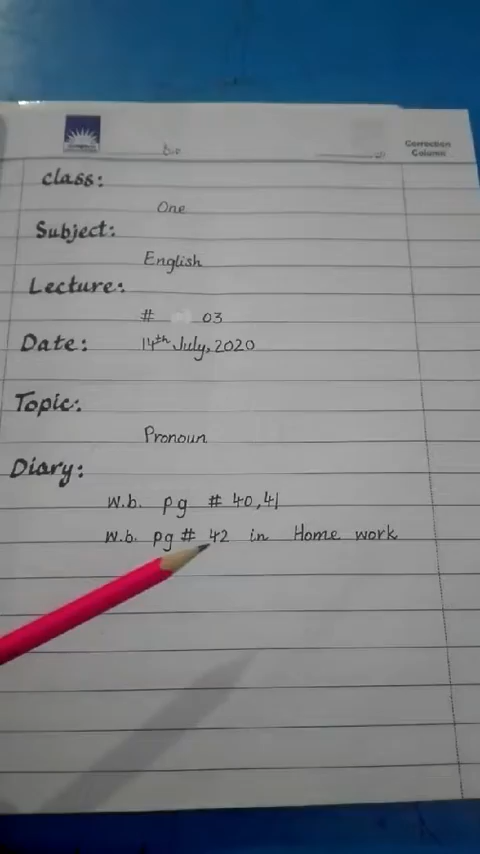 Correction
Column
Class:
One
Subject:
English
Lecture:
# 03
Date: 14th July, 2020
Topic:
Pronoun
Diary:
W.b. pg # 40,41
W.b. pg # 42 in Home work